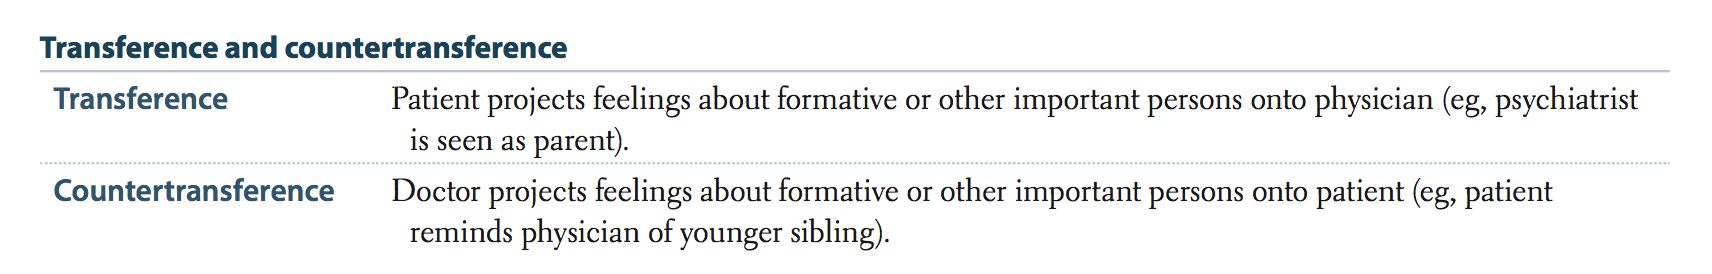 Transference and countertransference
Transference Patient projects feelings about formative or other important persons onto physician (eg, psychiatrist
is seen as parent).
Countertransference Doctor projects feelings about formative or other important persons onto patient (eg, patient
reminds physician of younger sibling).